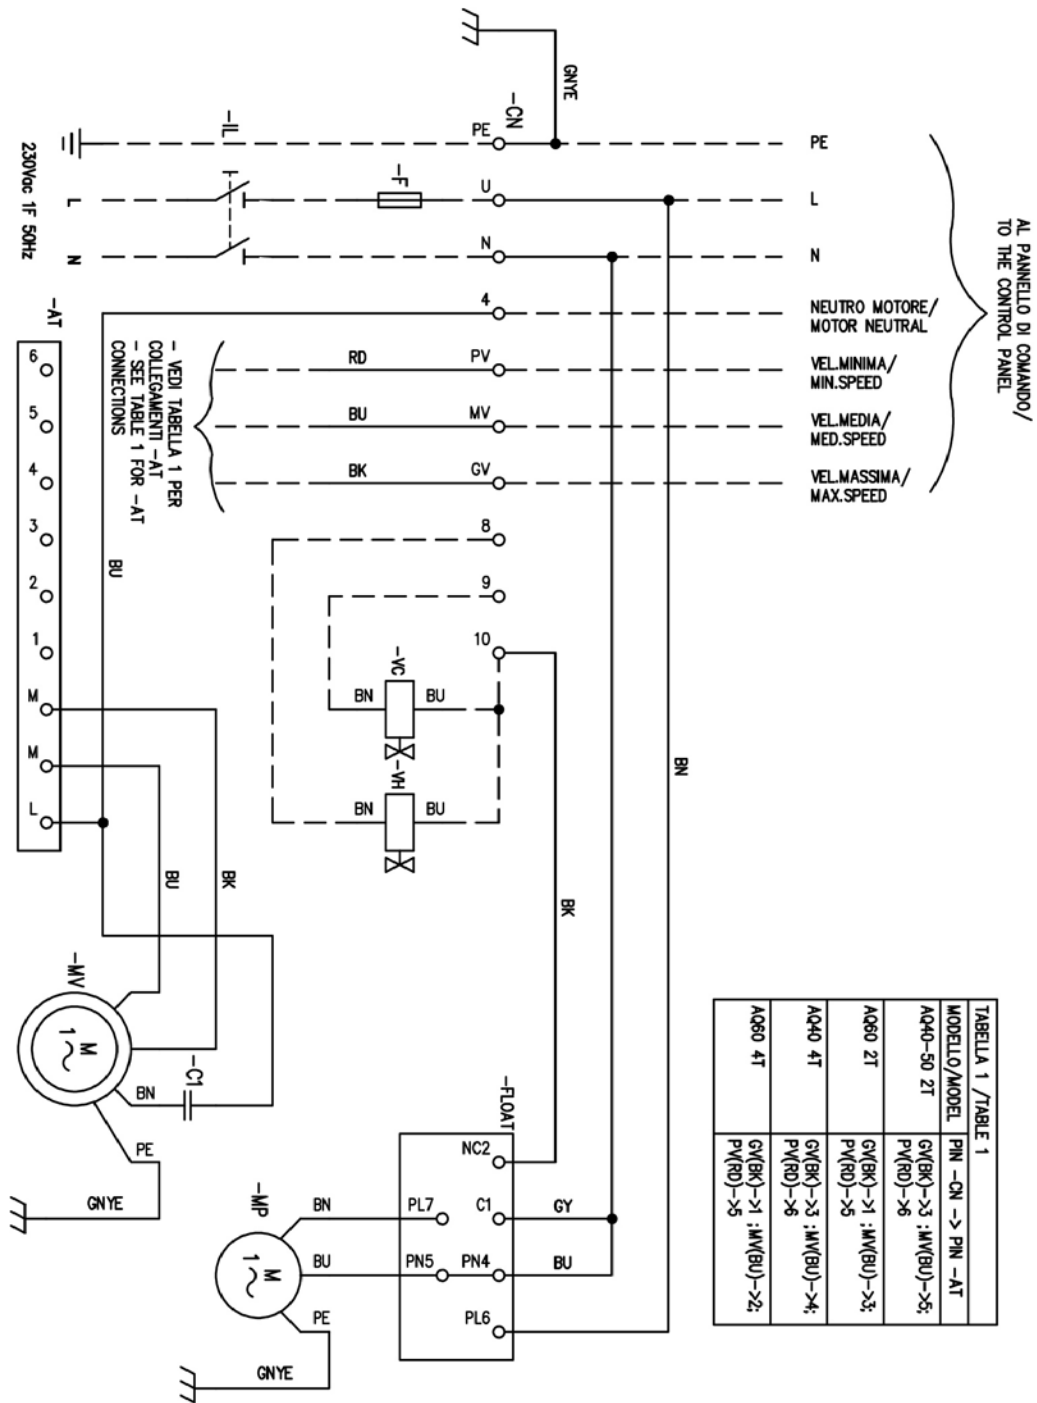 AL PANNELLO DI COMANDO/
TO THE CONTROL PANEL
PE
L
N
NEUTRO MOTORE/
MOTOR NEUTRAL
VEL.MINIMA/
MIN.SPEED
VEL.MEDIA/
MED.SPEED
VEL.MASSIMA/
MAX.SPEED
GNYE
-CN
PE
U
N
4
PV
MV
GV
8
9
10
-IL
-F
L
N
230Vac 1F 50Hz
RD
BU
BK
- VEDI TABELLA 1 PER
COLLEGAMENTI -AT
- SEE TABLE 1 FOR -AT
CONNECTIONS
-AT
6
5
4
3
2
1
M
M
L
BU
BU
BK
-VC
BN
BU
-VH
BN
BU
BN
BK
-MV
M
1
BN
-C1
PE
GNYE
-MP
M
1
BN
BU
PE
GNYE
-FLOAT
NC2
PL7
C1
PN5
PN4
PL6
GY
BU
TABELLA 1 /TABLE 1
MODELLO/MODEL PIN -CN -> PIN -AT
AQ40-50 2T GV(BK)->3 ;MV(BU)->5;
PV(RD)->6
AQ60 2T GV(BK)->1 ;MV(BU)->3;
PV(RD)->5
AQ40 4T GV(BK)->3 ;MV(BU)->4;
PV(RD)->6
AQ60 4T GV(BK)->1 ;MV(BU)->2;
PV(RD)->5